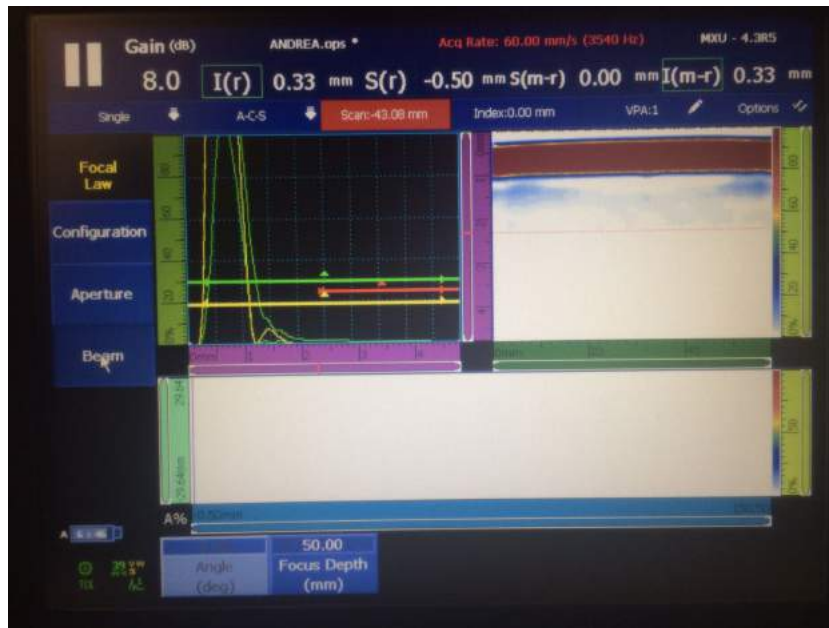 Gain (dB) ANDREA.ops * Acq Rate: 60.00 mm/s (3540 Hz) MXU - 4.3R5
8.0 I(r) 0.33 mm S(r) -0.50 mm S(m-r) 0.00 mm I(m-r) 0.33 mm
Single A-C-S Scan:-43.08 mm Index:0.00 mm VPA:1 Options
Focal
Law
Configuration
Aperture
Beam
A%
50.00
Angle
(deg)
Focus Depth
(mm)